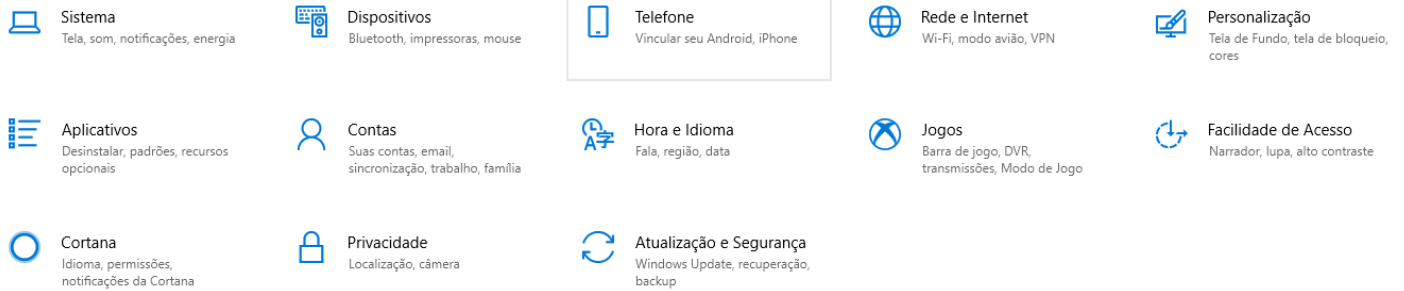 Sistema
Tela, som, notificações, energia
Dispositivos
Bluetooth, impressoras, mouse
Telefone
Vincular seu Android, iPhone
Rede e Internet
Wi-Fi, modo avião, VPN
Personalização
Tela de Fundo, tela de bloqueio,
cores
Aplicativos
Desinstalar, padrões, recursos
opcionais
Contas
Suas contas, email,
sincronização, trabalho, família
Hora e Idioma
Fala, região, data
Jogos
Barra de jogo, DVR,
transmissões, Modo de Jogo
Facilidade de Acesso
Narrador, lupa, alto contraste
Cortana
Idioma, permissões,
notificações da Cortana
Privacidade
Localização, câmera
Atualização e Segurança
Windows Update, recuperação,
backup